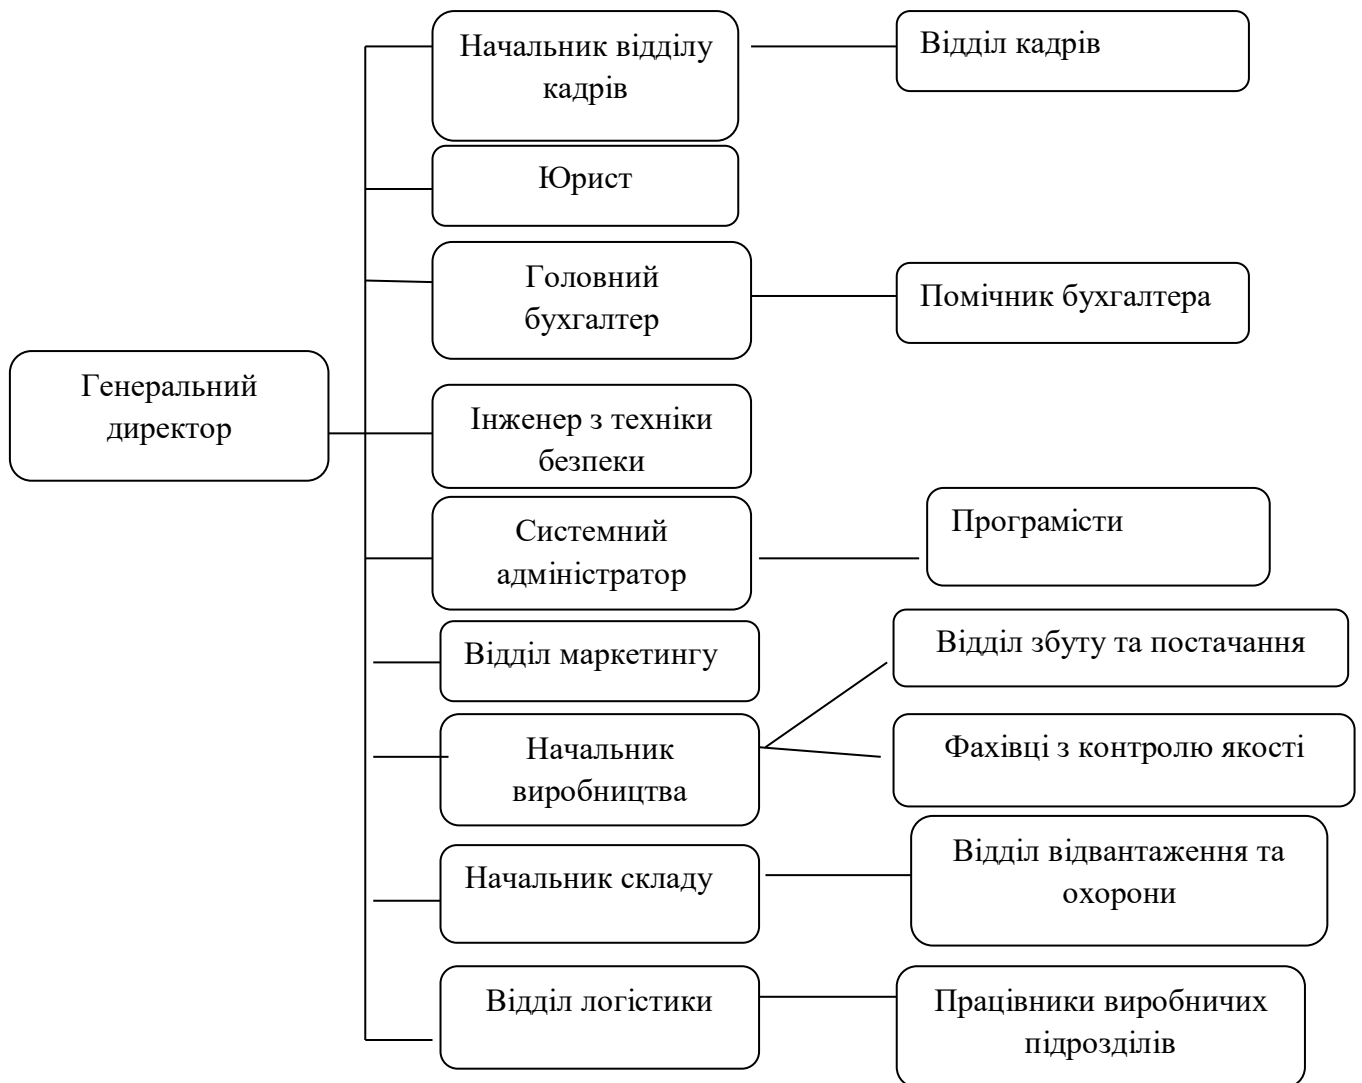 Начальник відділу
кадрів
Відділ кадрів
Юрист
Головний
бухгалтер
Помічник бухгалтера
Генеральний
директор
Інженер з техніки
безпеки
Системний
адміністратор
Програмісти
Відділ маркетингу
Відділ збуту та постачання
Начальник
виробництва
Фахівці з контролю якості
Начальник складу
Відділ відвантаження та
охорони
Відділ логістики
Працівники виробничих
підрозділів